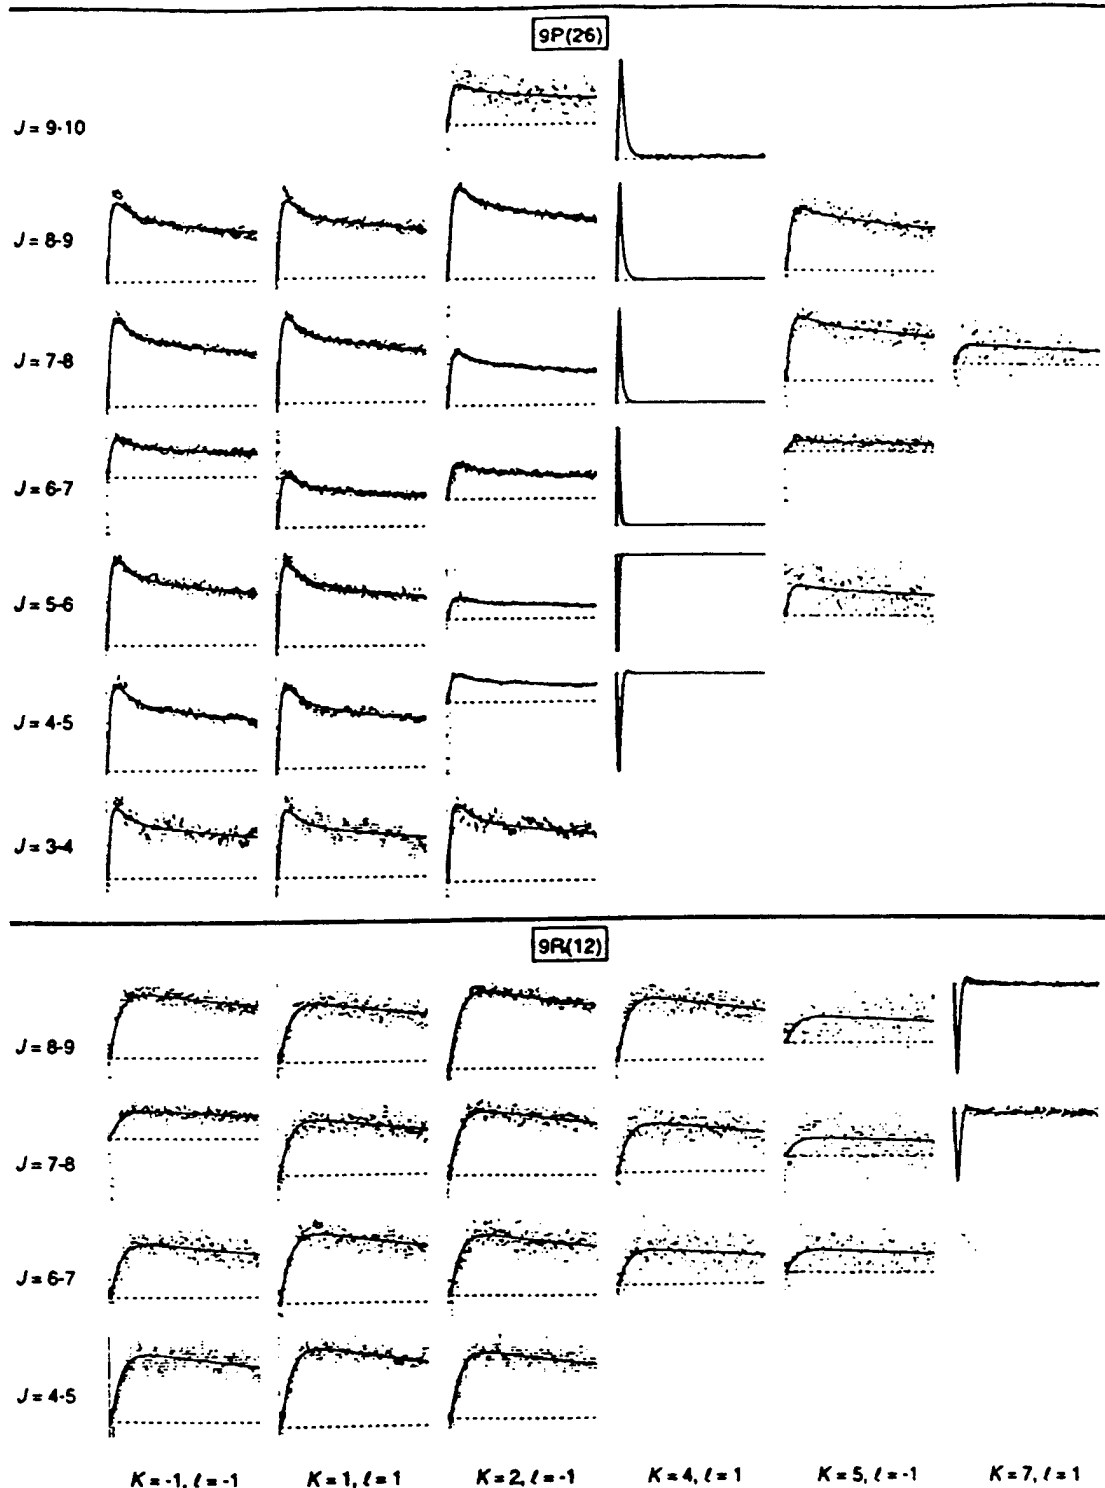 9P(26)
J = 9-10
J = 8-9
J = 7-8
J = 6-7
J = 5-6
J = 4-5
J = 3-4
9R(12)
J = 8-9
J = 7-8
J = 6-7
J = 4-5
K = -1, ℓ = -1 K = 1, ℓ = 1 K = 2, ℓ = -1 K = 4, ℓ = 1 K = 5, ℓ = -1 K = 7, ℓ = 1